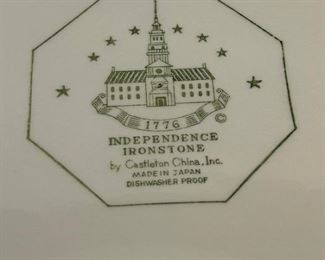 1776
©
INDEPENDENCE
IRONSTONE
by Castleton China, Inc.
MADE IN JAPAN
DISHWASHER PROOF